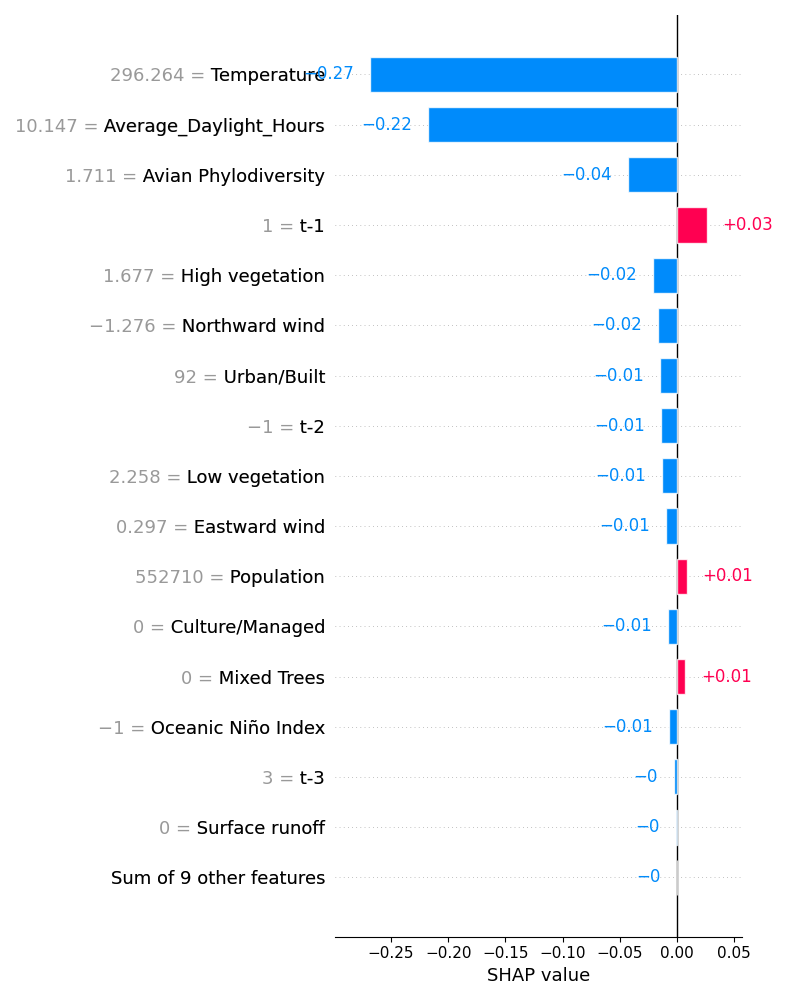 296.264 = Temperature −0.27
10.147 = Average_Daylight_Hours −0.22
1.711 = Avian Phylodiversity −0.04
1 = t-1 +0.03
1.677 = High vegetation −0.02
−1.276 = Northward wind −0.02
92 = Urban/Built −0.01
−1 = t-2 −0.01
2.258 = Low vegetation −0.01
0.297 = Eastward wind −0.01
552710 = Population +0.01
0 = Culture/Managed −0.01
0 = Mixed Trees +0.01
−1 = Oceanic Niño Index −0.01
3 = t-3 −0
0 = Surface runoff −0
Sum of 9 other features −0
−0.25 −0.20 −0.15 −0.10 −0.05 0.00 0.05
SHAP value